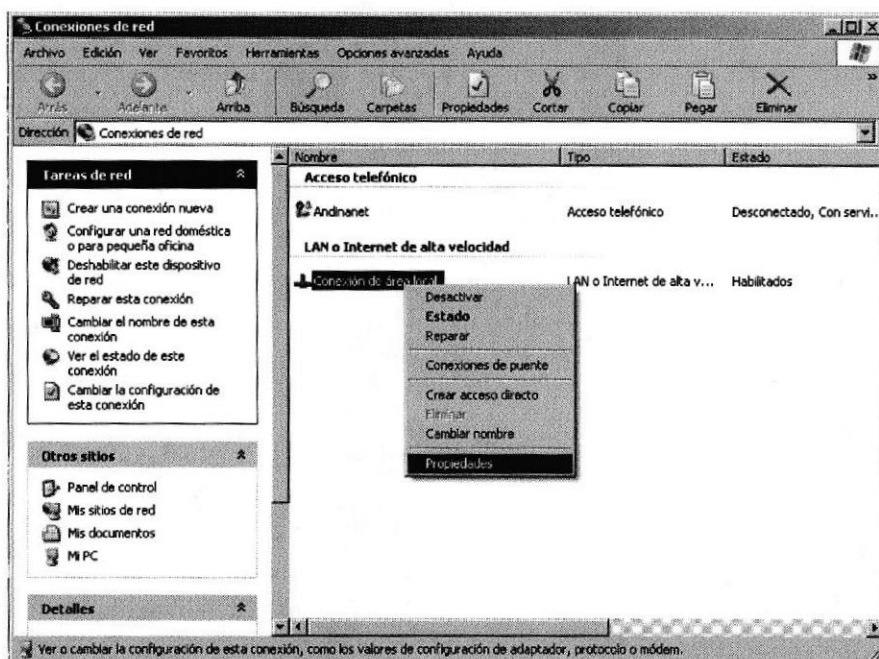 Conexiones de red
Archivo Edición Ver Favoritos Herramientas Opciones avanzadas Ayuda
Atrás Adelante Arriba Búsqueda Carpetas Propiedades Cortar Copiar Pegar Eliminar
Dirección Conexiones de red
Nombre Tipo Estado
Tareas de red
Crear una conexión nueva
Configurar una red doméstica
o para pequeña oficina
Deshabilitar este dispositivo
de red
Reparar esta conexión
Cambiar el nombre de esta
conexión
Ver el estado de este
conexión
Cambiar la configuración de
esta conexión
Otros sitios
Panel de control
Mis sitios de red
Mis documentos
Mi PC
Detalles
Acceso telefónico
Andinanet Acceso telefónico Desconectado, Con servi...
LAN o Internet de alta velocidad
Conexión de área local LAN o Internet de alta v... Habilitados
Desactivar
Estado
Reparar
Conexiones de puente
Crear acceso directo
Eliminar
Cambiar nombre
Propiedades
Ver o cambiar la configuración de esta conexión, como los valores de configuración de adaptador, protocolo o módem.